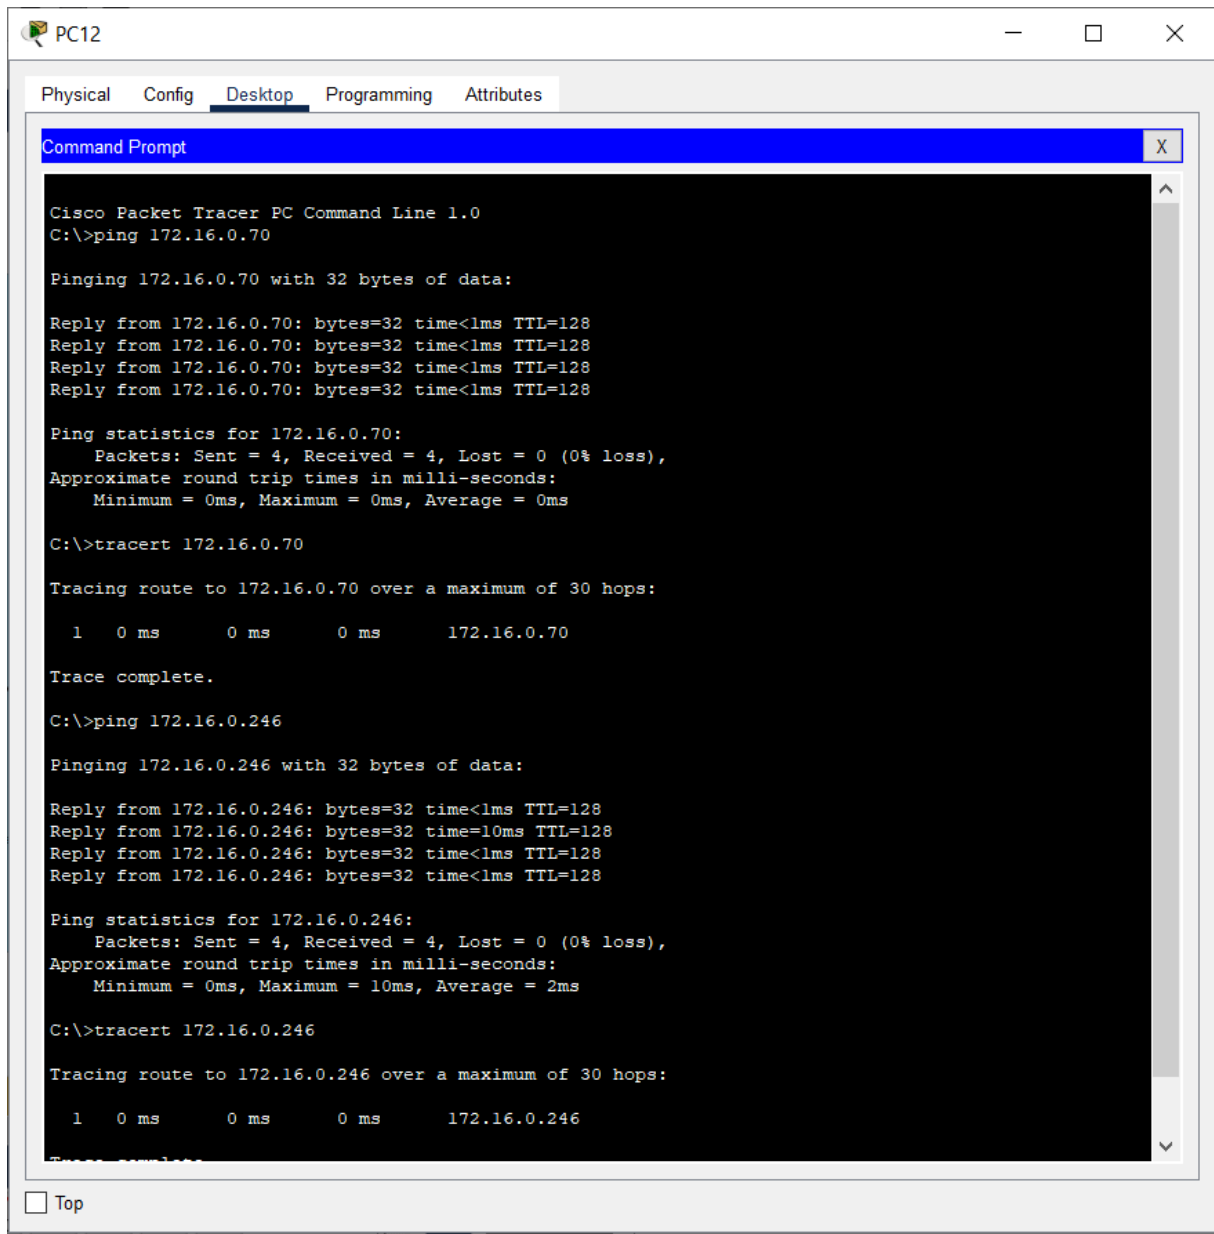 PC12
Physical Config Desktop Programming Attributes
Command Prompt X
Cisco Packet Tracer PC Command Line 1.0
C:\>ping 172.16.0.70
Pinging 172.16.0.70 with 32 bytes of data:
Reply from 172.16.0.70: bytes=32 time<1ms TTL=128
Reply from 172.16.0.70: bytes=32 time<1ms TTL=128
Reply from 172.16.0.70: bytes=32 time<1ms TTL=128
Reply from 172.16.0.70: bytes=32 time<1ms TTL=128
Ping statistics for 172.16.0.70:
Packets: Sent = 4, Received = 4, Lost = 0 (0% loss),
Approximate round trip times in milli-seconds:
Minimum = 0ms, Maximum = 0ms, Average = 0ms
C:\>tracert 172.16.0.70
Tracing route to 172.16.0.70 over a maximum of 30 hops:
1 0 ms 0 ms 0 ms 172.16.0.70
Trace complete.
C:\>ping 172.16.0.246
Pinging 172.16.0.246 with 32 bytes of data:
Reply from 172.16.0.246: bytes=32 time<1ms TTL=128
Reply from 172.16.0.246: bytes=32 time=10ms TTL=128
Reply from 172.16.0.246: bytes=32 time<1ms TTL=128
Reply from 172.16.0.246: bytes=32 time<1ms TTL=128
Ping statistics for 172.16.0.246:
Packets: Sent = 4, Received = 4, Lost = 0 (0% loss),
Approximate round trip times in milli-seconds:
Minimum = 0ms, Maximum = 10ms, Average = 2ms
C:\>tracert 172.16.0.246
Tracing route to 172.16.0.246 over a maximum of 30 hops:
1 0 ms 0 ms 0 ms 172.16.0.246
Trace complete
Top